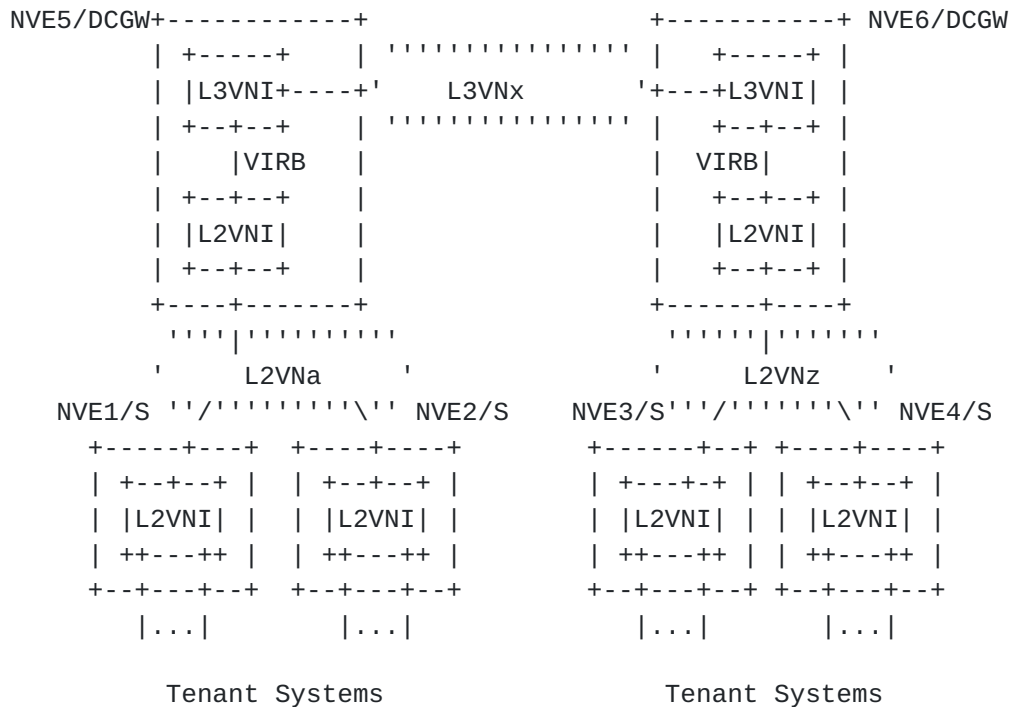 NVE5/DCGW+------------+                    +-----------+ NVE6/DCGW
         | +-----+    | '''''''''''''''' |   +-----+ |
         | |L3VNI+----+'    L3VNx       '+---+L3VNI| |
         | +--+--+    | '''''''''''''''' |   +--+--+ |
         |    |VIRB   |                  |  VIRB|    |
         | +--+--+    |                  |   +--+--+ |
         | |L2VNI|    |                  |   |L2VNI| |
         | +--+--+    |                  |   +--+--+ |
         +----+-------+                  +------+----+
          ''''|''''''''''                 ''''''|'''''''
         '     L2VNa     '               '     L2VNz    '
   NVE1/S ''/'''''''''\'' NVE2/S    NVE3/S'''/'''''''\'' NVE4/S
     +-----+---+  +----+----+        +------+--+ +----+----+
     | +--+--+ |  | +--+--+ |        | +---+-+ | | +--+--+ |
     | |L2VNI| |  | |L2VNI| |        | |L2VNI| | | |L2VNI| |
     | ++---++ |  | ++---++ |        | ++---++ | | ++---++ |
     +--+---+--+  +--+---+--+        +--+---+--+ +--+---+--+
        |...|        |...|              |...|       |...|
          Tenant Systems                  Tenant Systems